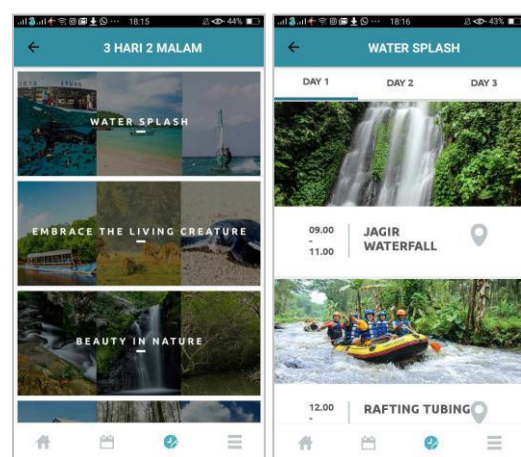 18:15
44%
3 HARI 2 MALAM
WATER SPLASH
EMBRACE THE LIVING CREATURE
BEAUTY IN NATURE
18:16
43%
WATER SPLASH
DAY 1 DAY 2 DAY 3
09.00
-
11.00
JAGIR
WATERFALL
12.00
-
RAFTING TUBING